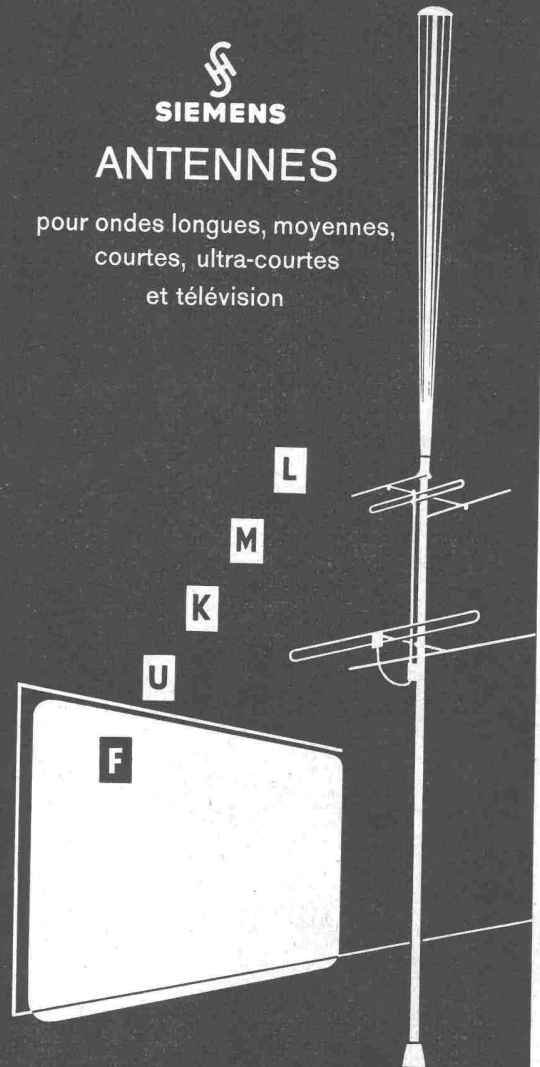 SIEMENS
ANTENNES
pour ondes longues, moyennes,
courtes, ultra-courtes
et télévision
L
M
K
U
F